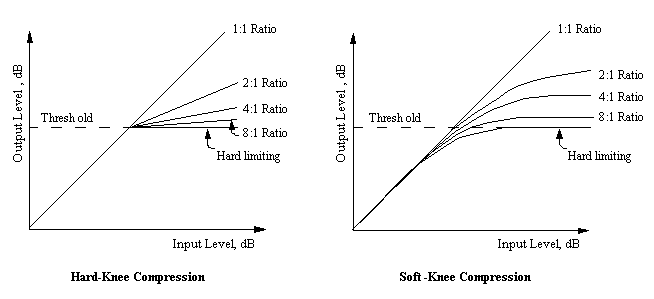 1:1 Ratio
2:1 Ratio
4:1 Ratio
8:1 Ratio
Thresh old
Hard limiting
Output Level , dB
Input Level, dB
Hard-Knee Compression
1:1 Ratio
2:1 Ratio
4:1 Ratio
8:1 Ratio
Threshold
Hard limiting
Output Level, dB
Input Level, dB
Soft -Knee Compression